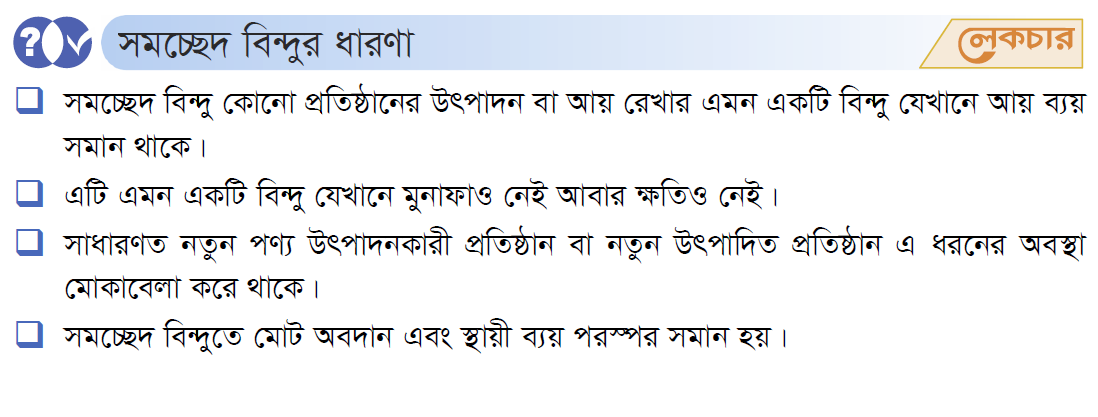 সমচ্ছেদ বিন্দুর ধারণা
লেকচার
সমচ্ছেদ বিন্দু কোনো প্রতিষ্ঠানের উৎপাদন বা আয় রেখার এমন একটি বিন্দু যেখানে আয় ব্যয়
সমান থাকে।
এটি এমন একটি বিন্দু যেখানে মুনাফাও নেই আবার ক্ষতিও নেই।
সাধারণত নতুন পণ্য উৎপাদনকারী প্রতিষ্ঠান বা নতুন উৎপাদিত প্রতিষ্ঠান এ ধরনের অবস্থা
মোকাবেলা করে থাকে।
সমচ্ছেদ বিন্দুতে মোট অবদান এবং স্থায়ী ব্যয় পরস্পর সমান হয়।